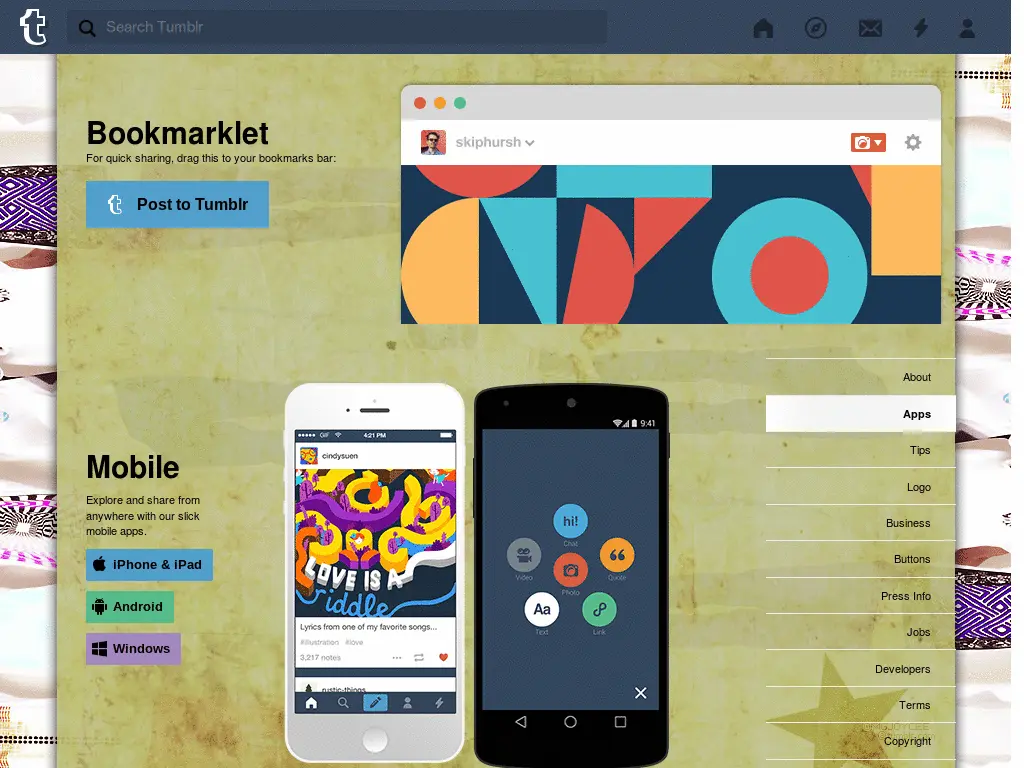 Search Tumblr
Bookmarklet
For quick sharing, drag this to your bookmarks bar:
Post to Tumblr
skiphursh
Mobile
Explore and share from
anywhere with our slick
mobile apps.
iPhone & iPad
Android
Windows
GIF
4:21 PM
cindysuen
LOVE IS A
riddle
Lyrics from one of my favorite songs...
#illustration #love
3,217 notes
rustic-things
9:41
hi!
Chat
Video
Photo
Quote
Aa
Text
Link
About
Apps
Tips
Logo
Business
Buttons
Press Info
Jobs
Developers
Terms
Copyright